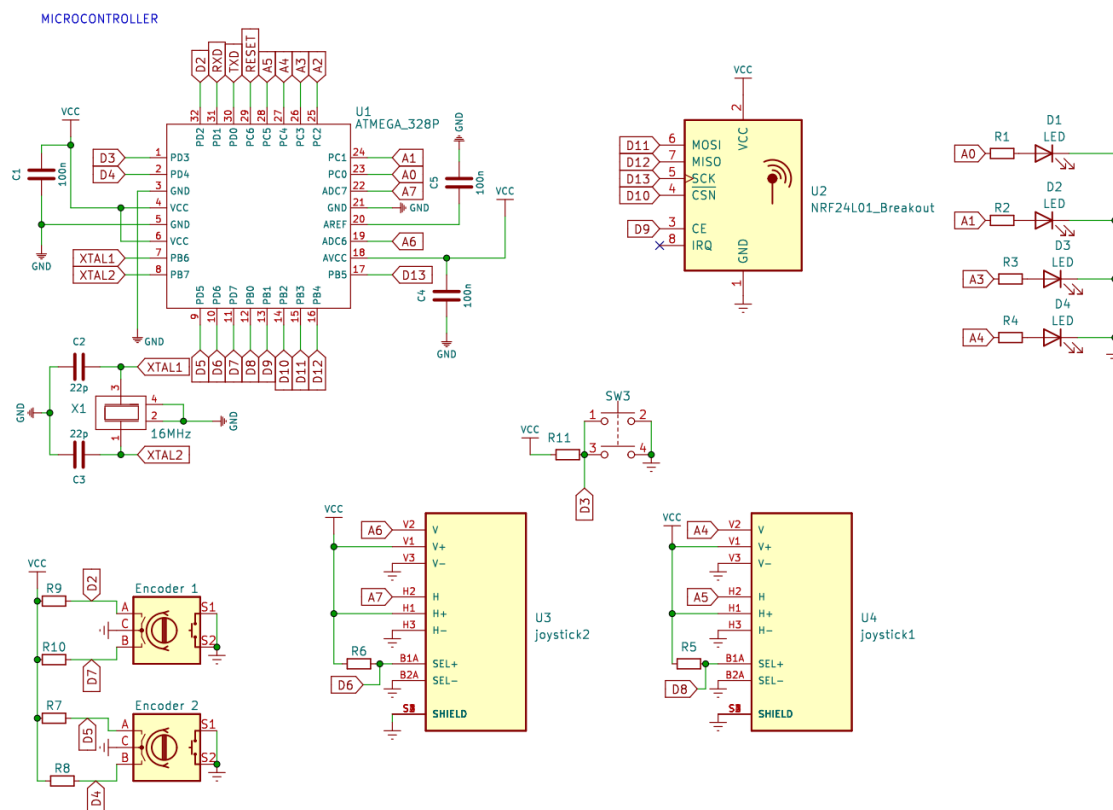 MICROCONTROLLER
D2 RXD TXD RESET A5 A4 A3 A2
32 31 30 29 28 27 26 25
PD2 PD1 PD0 PC6 PC5 PC4 PC3 PC2
U1
ATMEGA_328P
VCC
C1
100n
GND
D3 1 PD3
D4 2 PD4
3 GND
4 VCC
5 GND
6 VCC
XTAL1 7 PB6
XTAL2 8 PB7
PC1 24 A1
PC0 23 A0
ADC7 22 A7
GND 21 GND
AREF 20
ADC6 19 A6
AVCC 18
PB5 17 D13
GND
C5
100n
VCC
C4
100n
GND
PD5 PD6 PD7 PB0 PB1 PB2 PB3 PB4
9 10 11 12 13 14 15 16
D5 D6 D7 D8 D9 D10 D11 D12
GND
C2
22p
XTAL1
GND
X1
3
4
2
1
GND
16MHz
22p
C3
XTAL2
VCC
2
VCC
D11 6 MOSI
D12 7 MISO
D13 5 SCK
D10 4 CSN
D9 3 CE
8 IRQ
GND
1
U2
NRF24L01_Breakout
D1
LED
A0 R1
D2
LED
A1 R2
D3
LED
A3 R3
D4
LED
A4 R4
SW3
1 2
3 4
VCC
R11
D3
VCC
R9
D2
Encoder 1
A
C
B
S1
S2
R10
D7
R7
D5
Encoder 2
A
C
B
S1
S2
R8
D4
VCC
A6 V2 V
V1 V+
V3 V-
A7 H2 H
H1 H+
H3 H-
R6 B1A SEL+
D6 B2A SEL-
SHIELD
U3
joystick2
VCC
A4 V2 V
V1 V+
V3 V-
A5 H2 H
H1 H+
H3 H-
R5 B1A SEL+
D8 B2A SEL-
SHIELD
U4
joystick1